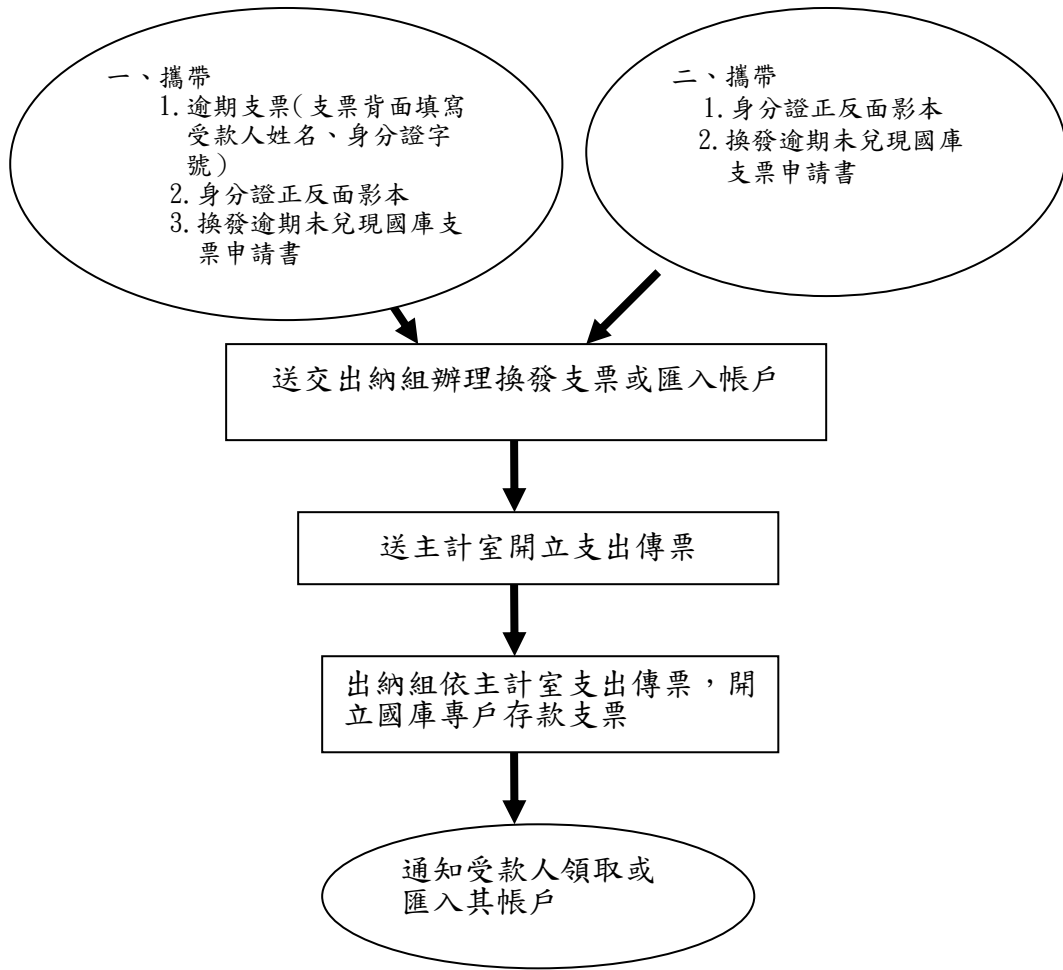 一、攜帶
1.逾期支票(支票背面填寫
受款人姓名、身分證字
號)
2.身分證正反面影本
3.換發逾期未兌現國庫支
票申請書
二、攜帶
1.身分證正反面影本
2.換發逾期未兌現國庫
支票申請書
送交出納組辦理換發支票或匯入帳戶
送主計室開立支出傳票
出納組依主計室支出傳票，開
立國庫專戶存款支票
通知受款人領取或
匯入其帳戶